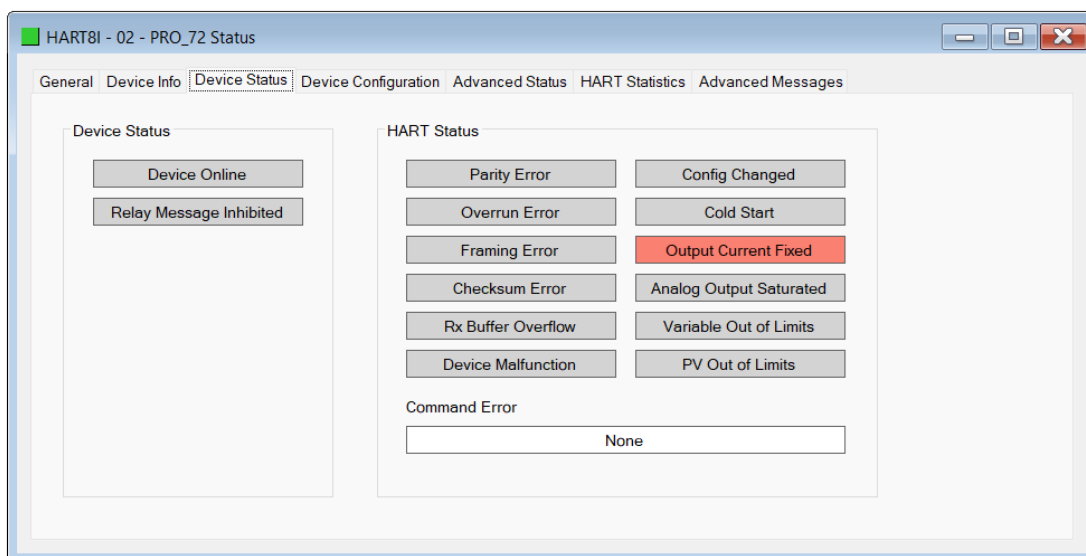 HART8I - 02 - PRO_72 Status
General Device Info Device Status Device Configuration Advanced Status HART Statistics Advanced Messages
Device Status
Device Online
Relay Message Inhibited
HART Status
Parity Error Config Changed
Overrun Error Cold Start
Framing Error Output Current Fixed
Checksum Error Analog Output Saturated
Rx Buffer Overflow Variable Out of Limits
Device Malfunction PV Out of Limits
Command Error
None